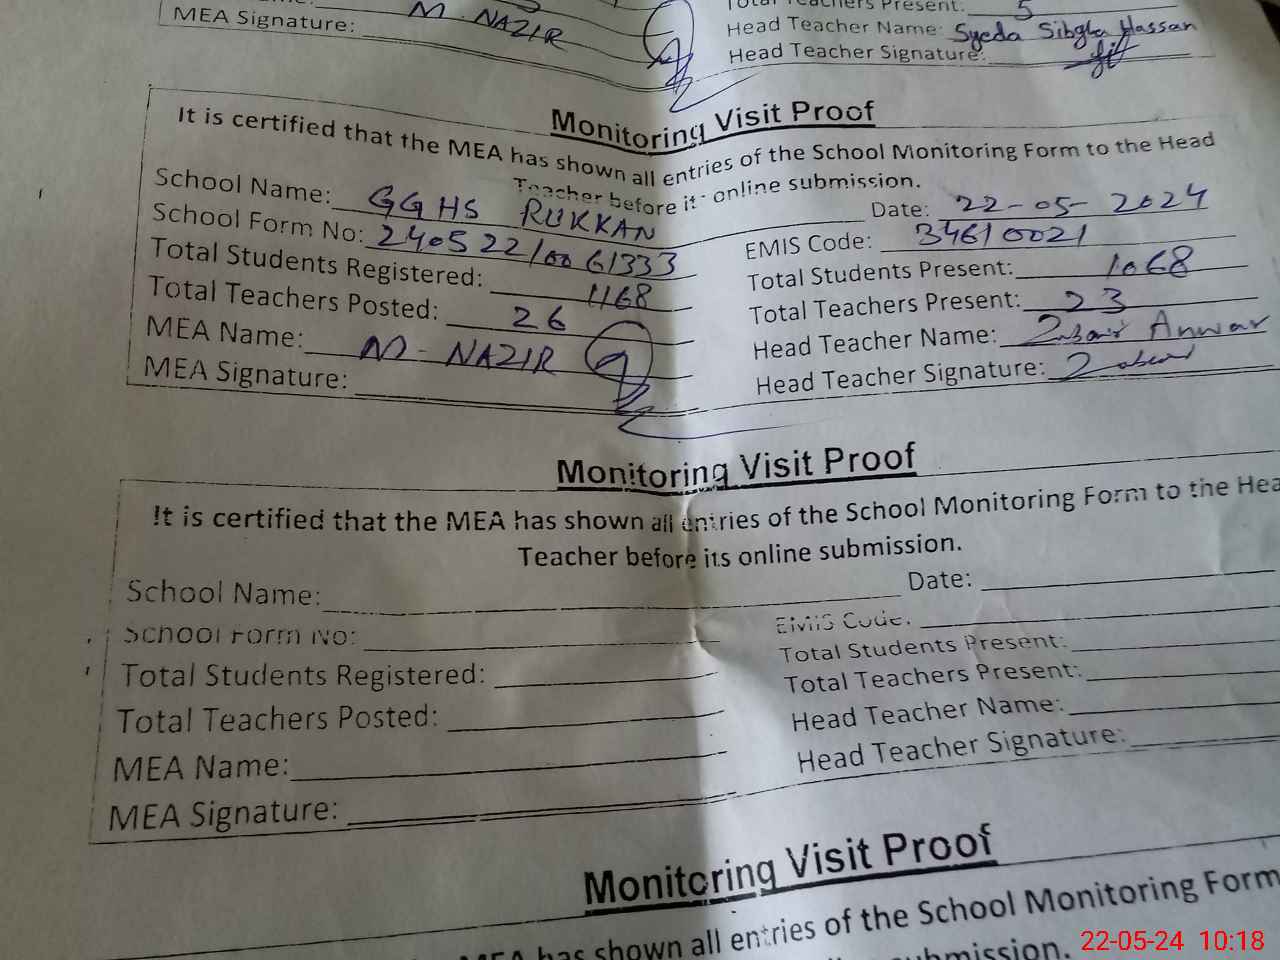 MEA Signature: M. NAZIR
Total Teachers Present: 5
Head Teacher Name: Syeda Sibgha Hassan
Head Teacher Signature:
Monitoring Visit Proof
It is certified that the MEA has shown all entries of the School Monitoring Form to the Head
Teacher before its online submission.
School Name: GGHS RUKKAN Date: 22-05-2024
School Form No: 240522/0061333 EMIS Code: 34610021
Total Students Registered: 1168 Total Students Present: 1068
Total Teachers Posted: 26 Total Teachers Present: 23
MEA Name: M-NAZIR Head Teacher Name: Anwar
MEA Signature: Head Teacher Signature:
Monitoring Visit Proof
It is certified that the MEA has shown all entries of the School Monitoring Form to the Hea
Teacher before its online submission.
School Name: Date:
School Form No: EMIS Code:
Total Students Registered: Total Students Present:
Total Teachers Posted: Total Teachers Present:
MEA Name: Head Teacher Name:
MEA Signature: Head Teacher Signature:
Monitoring Visit Proof
MEA has shown all entries of the School Monitoring Form
submission.
22-05-24 10:18